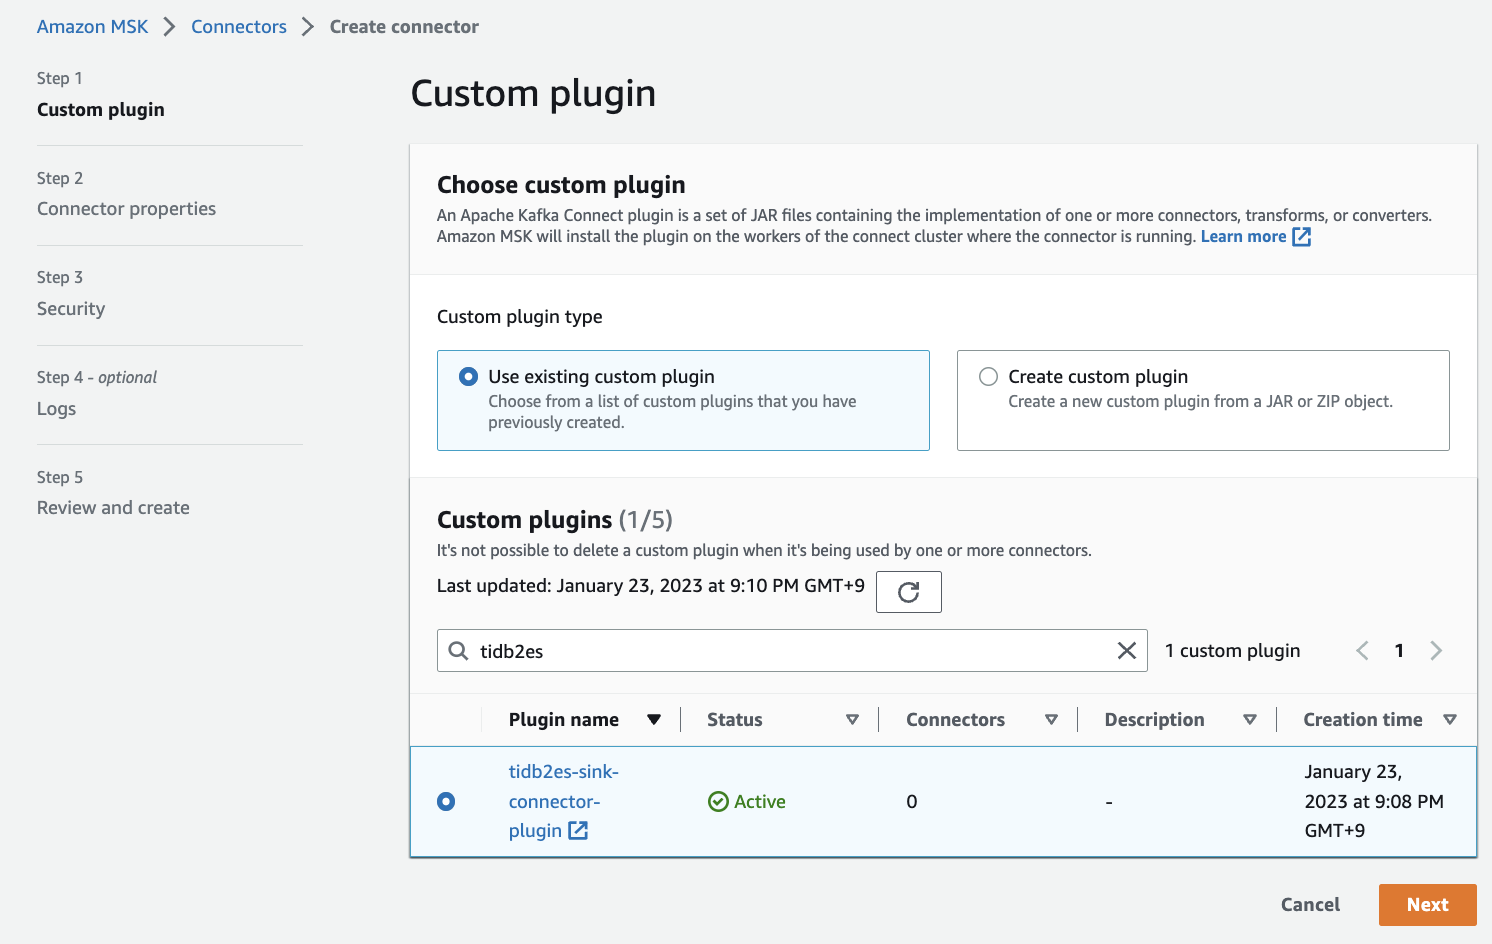 Amazon MSK > Connectors > Create connector
Step 1
Custom plugin
Step 2
Connector properties
Step 3
Security
Step 4 - optional
Logs
Step 5
Review and create
Custom plugin
Choose custom plugin
An Apache Kafka Connect plugin is a set of JAR files containing the implementation of one or more connectors, transforms, or converters.
Amazon MSK will install the plugin on the workers of the connect cluster where the connector is running. Learn more
Custom plugin type
Use existing custom plugin
Choose from a list of custom plugins that you have
previously created.
Create custom plugin
Create a new custom plugin from a JAR or ZIP object.
Custom plugins (1/5)
It's not possible to delete a custom plugin when it's being used by one or more connectors.
Last updated: January 23, 2023 at 9:10 PM GMT+9
tidb2es
1 custom plugin
1
Plugin name Status Connectors Description Creation time
tidb2es-sink-
connector-
plugin
Active
0
-
January 23,
2023 at 9:08 PM
GMT+9
Cancel
Next